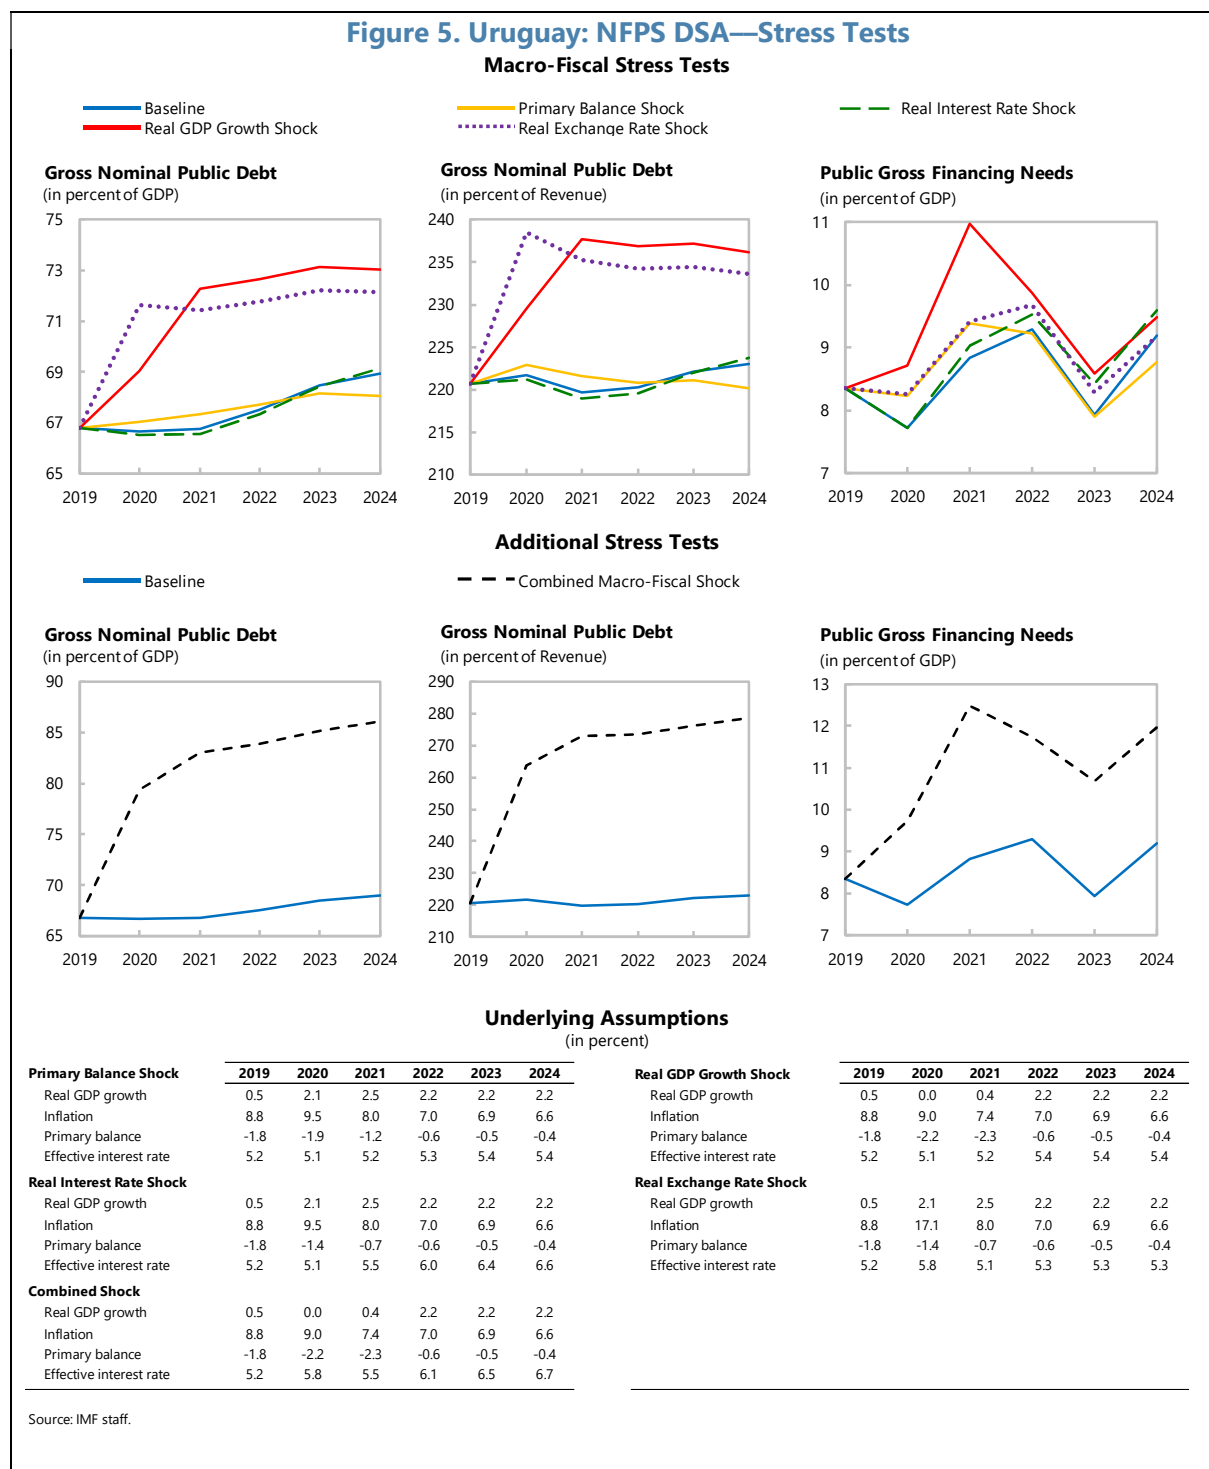 Figure 5. Uruguay: NFPS DSA—Stress Tests
Macro-Fiscal Stress Tests
Baseline
Primary Balance Shock
Real Interest Rate Shock
Real GDP Growth Shock
Real Exchange Rate Shock
Gross Nominal Public Debt
(in percent of GDP)
75
73
71
69
67
65
2019 2020 2021 2022 2023 2024
Gross Nominal Public Debt
(in percent of Revenue)
240
235
230
225
220
215
210
2019 2020 2021 2022 2023 2024
Public Gross Financing Needs
(in percent of GDP)
11
10
9
8
7
2019 2020 2021 2022 2023 2024
Additional Stress Tests
Baseline
Combined Macro-Fiscal Shock
Gross Nominal Public Debt
(in percent of GDP)
90
85
80
75
70
65
2019 2020 2021 2022 2023 2024
Gross Nominal Public Debt
(in percent of Revenue)
290
280
270
260
250
240
230
220
210
2019 2020 2021 2022 2023 2024
Public Gross Financing Needs
(in percent of GDP)
13
12
11
10
9
8
7
2019 2020 2021 2022 2023 2024
Underlying Assumptions
(in percent)
Primary Balance Shock 2019 2020 2021 2022 2023 2024
Real GDP growth 0.5 2.1 2.5 2.2 2.2 2.2
Inflation 8.8 9.5 8.0 7.0 6.9 6.6
Primary balance -1.8 -1.9 -1.2 -0.6 -0.5 -0.4
Effective interest rate 5.2 5.1 5.2 5.3 5.4 5.4
Real Interest Rate Shock
Real GDP growth 0.5 2.1 2.5 2.2 2.2 2.2
Inflation 8.8 9.5 8.0 7.0 6.9 6.6
Primary balance -1.8 -1.4 -0.7 -0.6 -0.5 -0.4
Effective interest rate 5.2 5.1 5.5 6.0 6.4 6.6
Combined Shock
Real GDP growth 0.5 0.0 0.4 2.2 2.2 2.2
Inflation 8.8 9.0 7.4 7.0 6.9 6.6
Primary balance -1.8 -2.2 -2.3 -0.6 -0.5 -0.4
Effective interest rate 5.2 5.8 5.5 6.1 6.5 6.7
Real GDP Growth Shock 2019 2020 2021 2022 2023 2024
Real GDP growth 0.5 0.0 0.4 2.2 2.2 2.2
Inflation 8.8 9.0 7.4 7.0 6.9 6.6
Primary balance -1.8 -2.2 -2.3 -0.6 -0.5 -0.4
Effective interest rate 5.2 5.1 5.2 5.4 5.4 5.4
Real Exchange Rate Shock
Real GDP growth 0.5 2.1 2.5 2.2 2.2 2.2
Inflation 8.8 17.1 8.0 7.0 6.9 6.6
Primary balance -1.8 -1.4 -0.7 -0.6 -0.5 -0.4
Effective interest rate 5.2 5.8 5.1 5.3 5.3 5.3
Source: IMF staff.